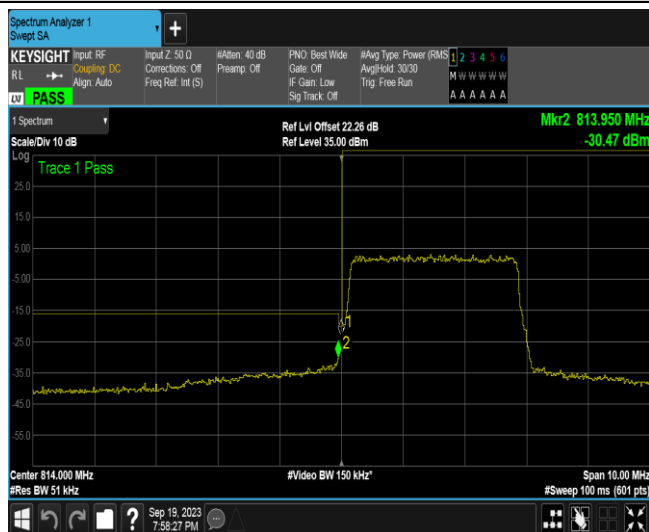 Spectrum Analyzer 1
Swept SA
+
KEYSIGHT Input: RF Input Z: 50 Ω #Atten: 40 dB PNO: Best Wide #Avg Type: Power (RMS 1 2 3 4 5 6
RL Coupling: DC Corrections: Off Preamp: Off Gate: Off Avg|Hold: 30/30 M W W W W W
Align: Auto Freq Ref: Int (S) IF Gain: Low Trig: Free Run
LXI PASS Sig Track: Off A A A A A A
1 Spectrum Ref Lvl Offset 22.26 dB Mkr2 813.950 MHz
Scale/Div 10 dB Ref Level 35.00 dBm -30.47 dBm
Log
Trace 1 Pass
25.0
15.0
5.00
-5.00
-15.0
1
-25.0
2
-35.0
-45.0
-55.0
Center 814.000 MHz #Video BW 150 kHz* Span 10.00 MHz
#Res BW 51 kHz #Sweep 100 ms (601 pts)
? Sep 19, 2023
7:58:27 PM